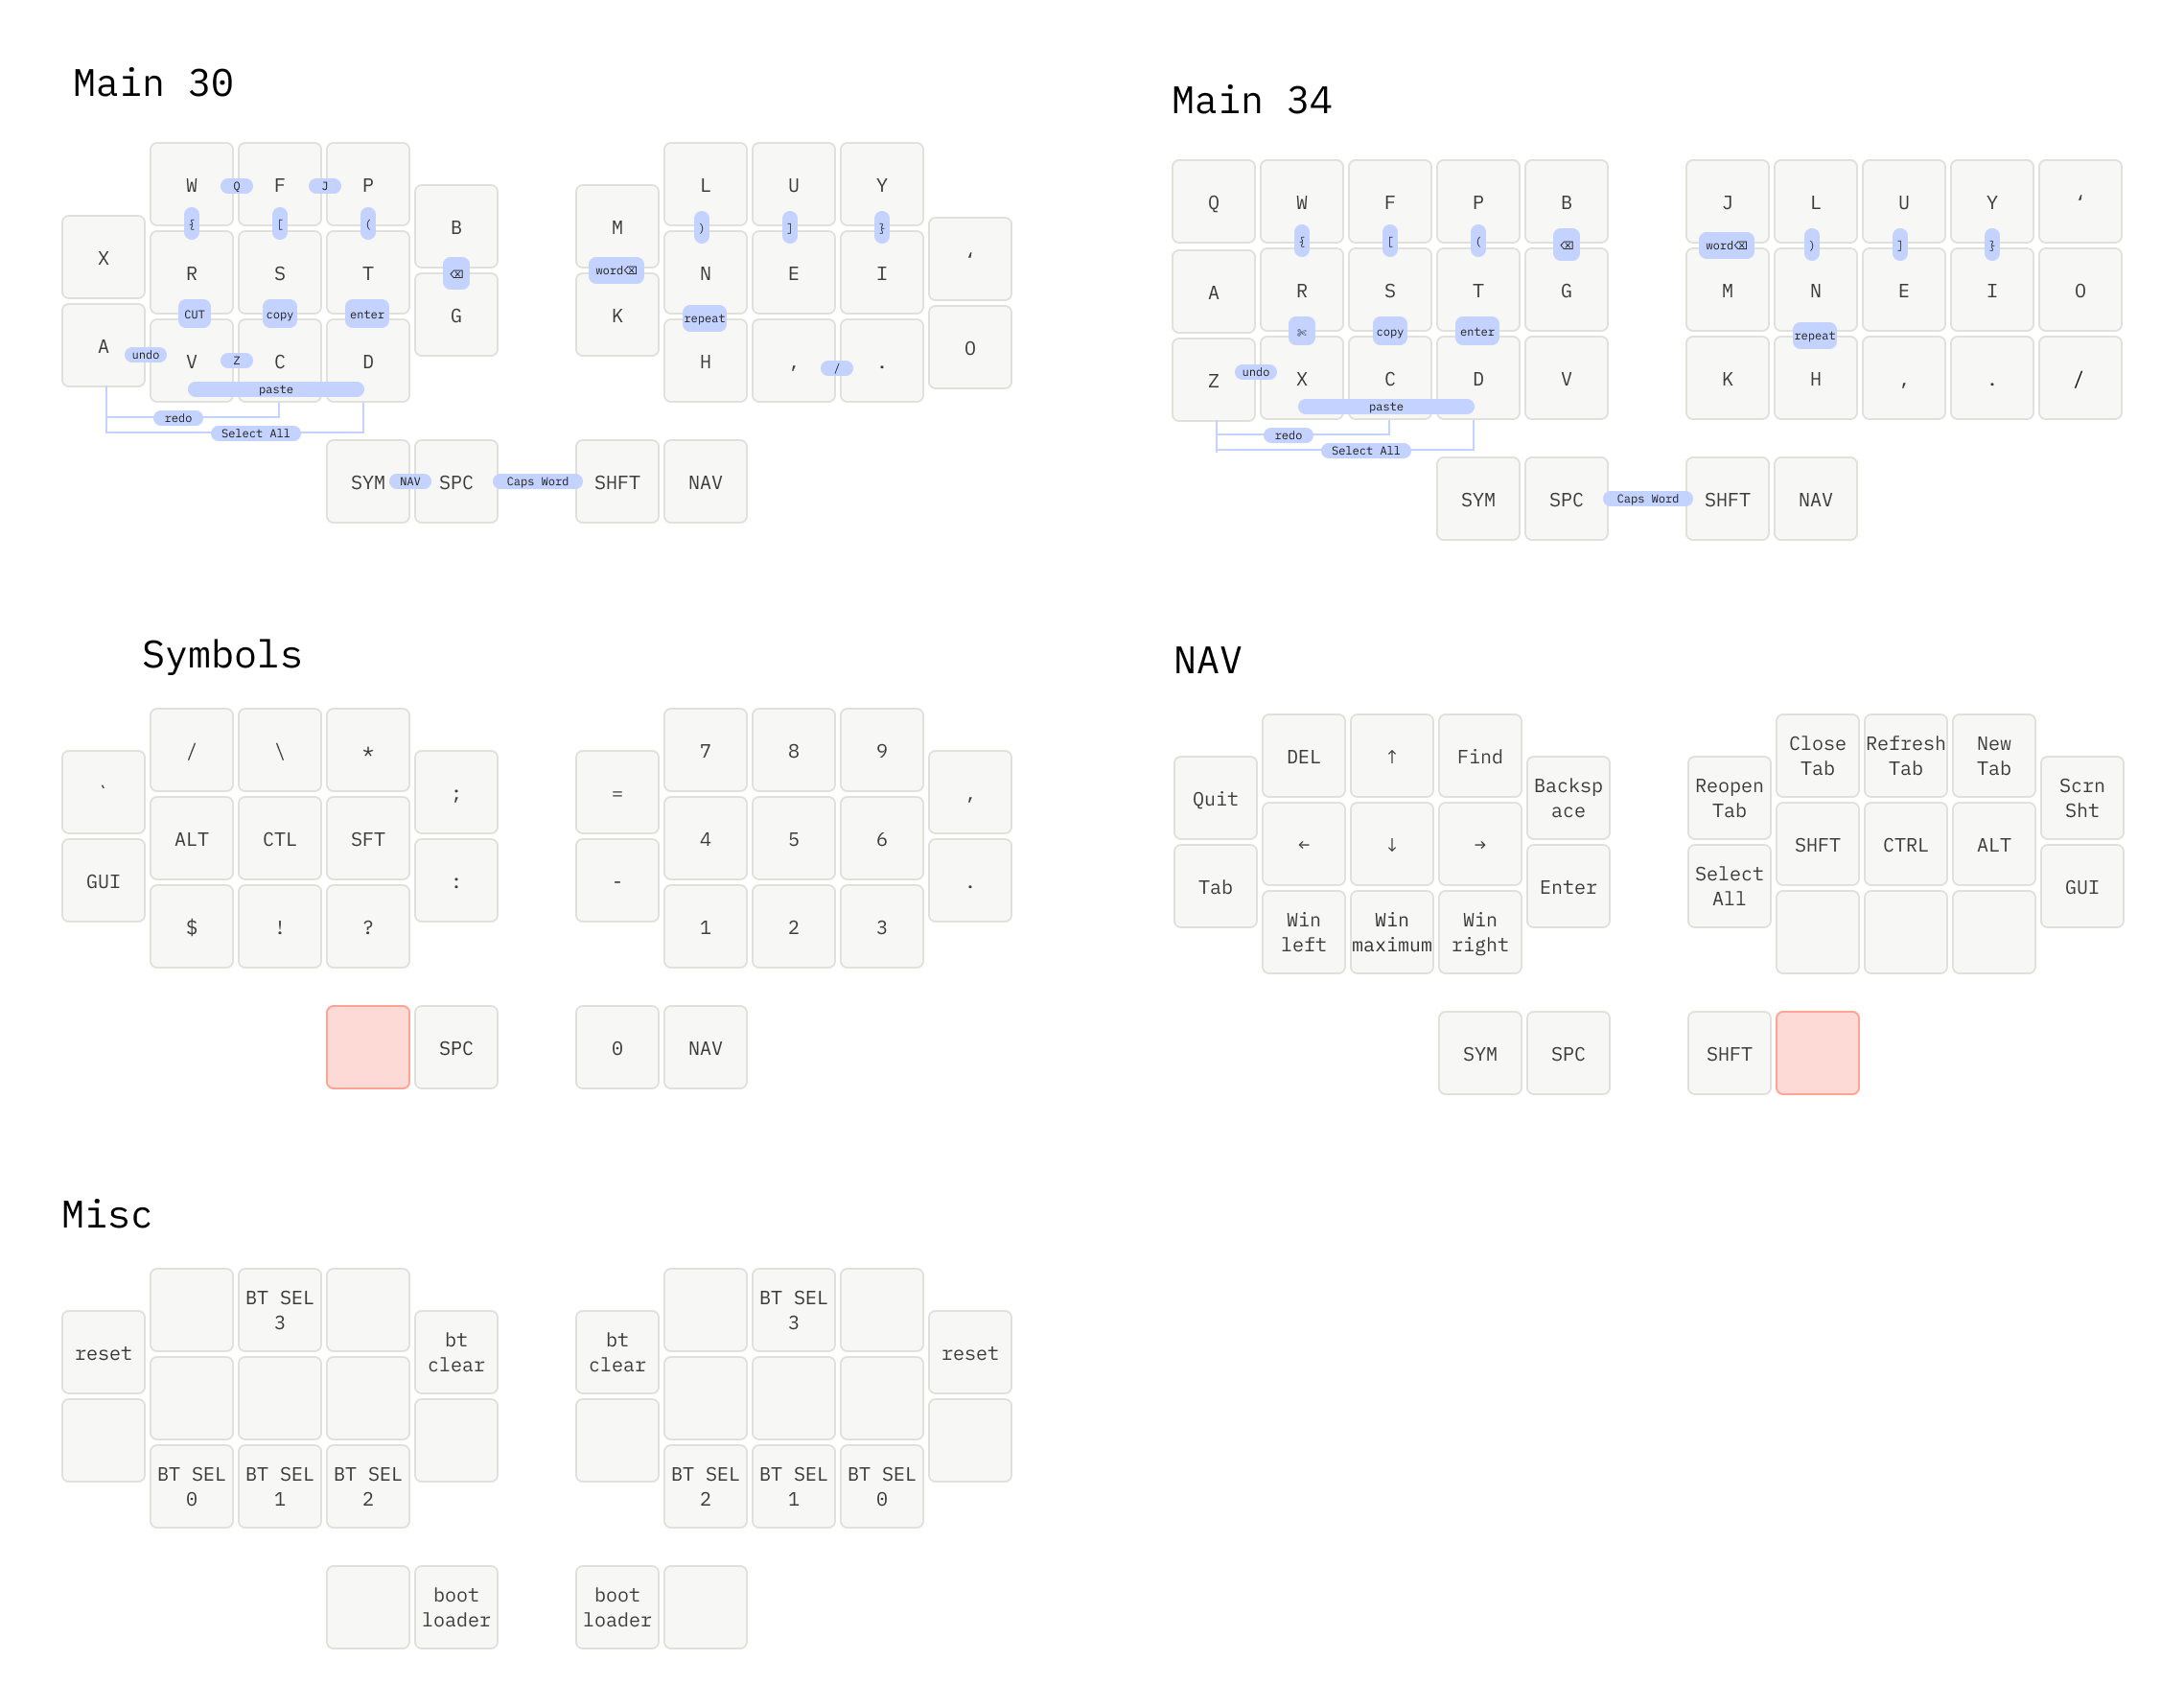 Main 30
W Q F J P
L U Y
B
M
{ [ (
) ] }
X
R S T
N E I
‘
⌫
word⌫
CUT copy enter
repeat
G
K
A undo V Z C D
H , / .
O
paste
redo
Select All
SYM NAV SPC Caps Word SHFT NAV
Main 34
Q W F P B
J L U Y ‘
{ [ ( ⌫
word⌫ ) ] }
A R S T G
M N E I O
✄ copy enter
repeat
Z undo X C D V
K H , . /
paste
redo
Select All
SYM SPC Caps Word SHFT NAV
Symbols
/ \ *
7 8 9
` ;
= ,
ALT CTL SFT
4 5 6
GUI :
- .
$ ! ?
1 2 3
SPC 0 NAV
NAV
DEL ↑ Find
Close
Tab
Refresh
Tab
New
Tab
Quit
Backsp
ace
Reopen
Tab
Scrn
Sht
← ↓ →
SHFT CTRL ALT
Tab
Enter
Select
All
GUI
Win
left
Win
maximum
Win
right
SYM SPC SHFT
Misc
BT SEL
3
BT SEL
3
reset
bt
clear
bt
clear
reset
BT SEL
0
BT SEL
1
BT SEL
2
BT SEL
2
BT SEL
1
BT SEL
0
boot
loader
boot
loader